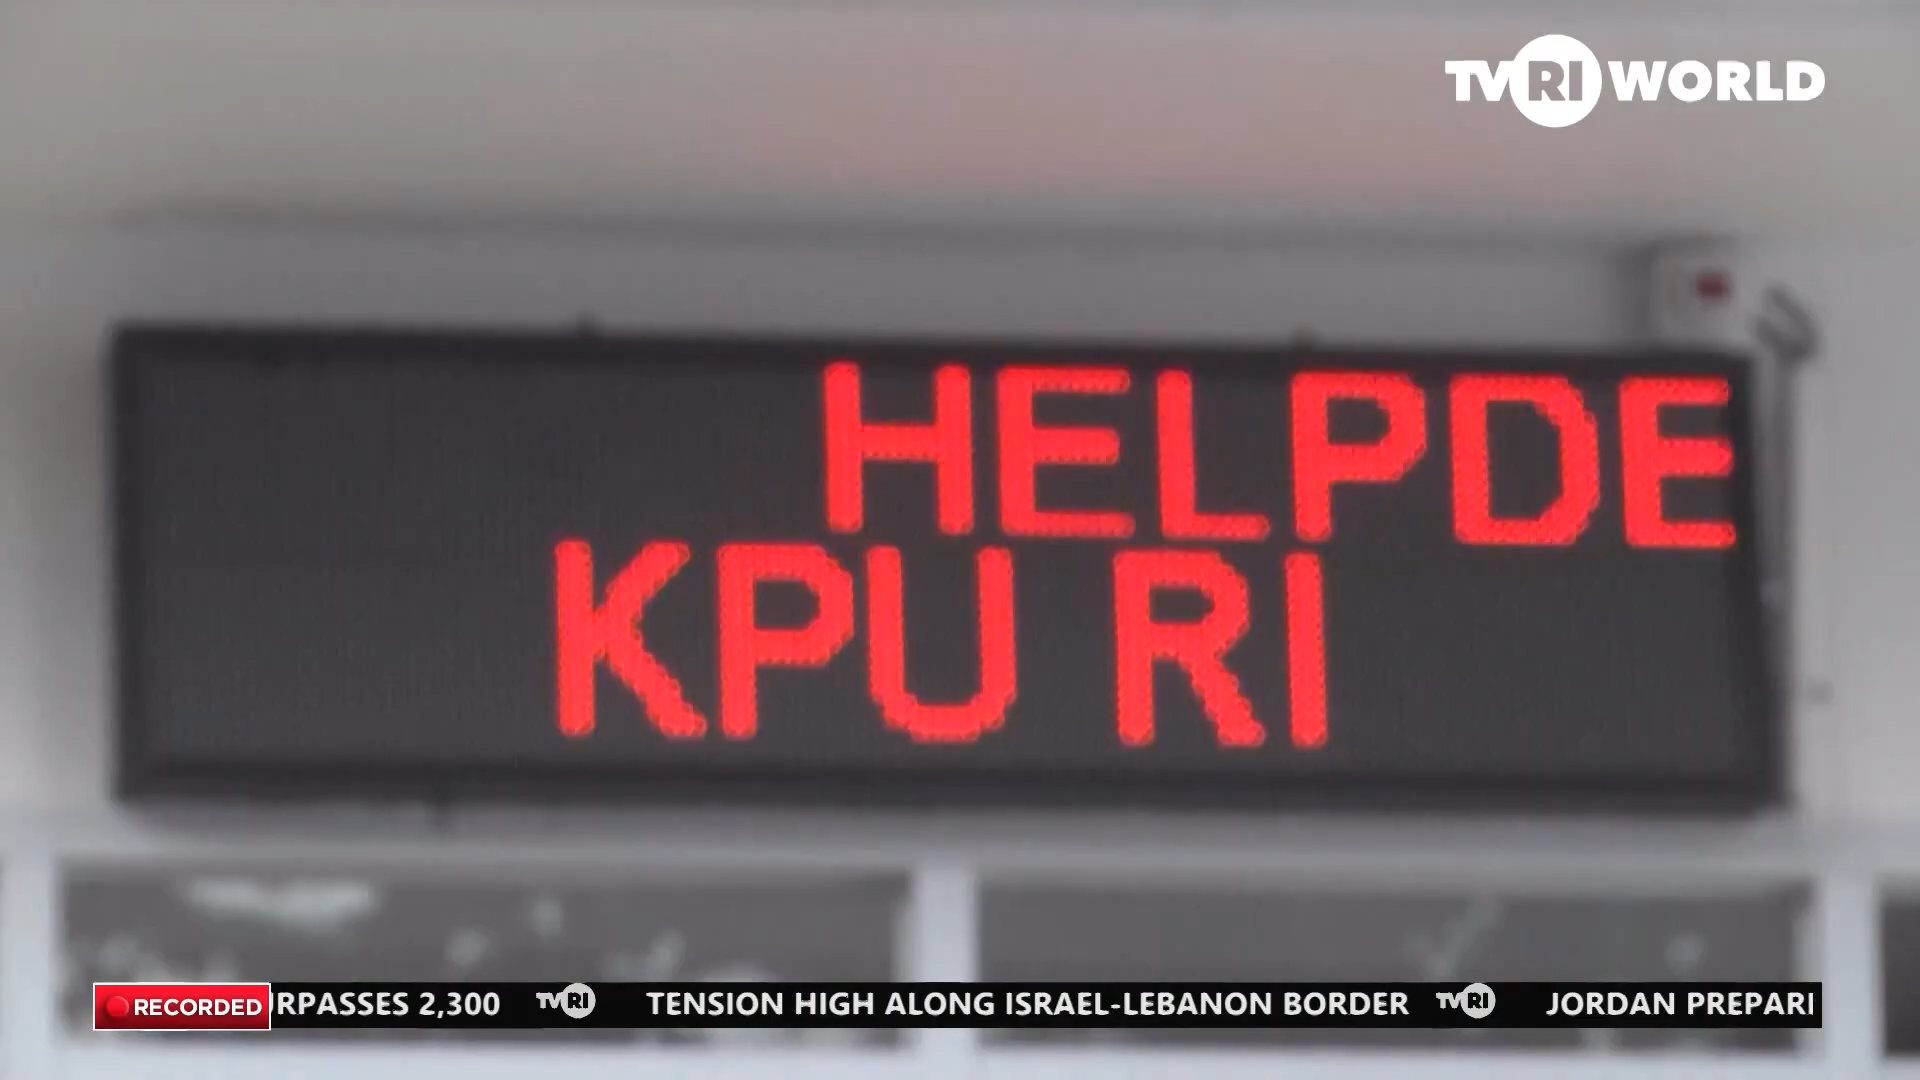 TVRI WORLD
HELPDE
KPU RI
RECORDED
RPASSES 2,300 TVRI TENSION HIGH ALONG ISRAEL-LEBANON BORDER TVRI JORDAN PREPARI